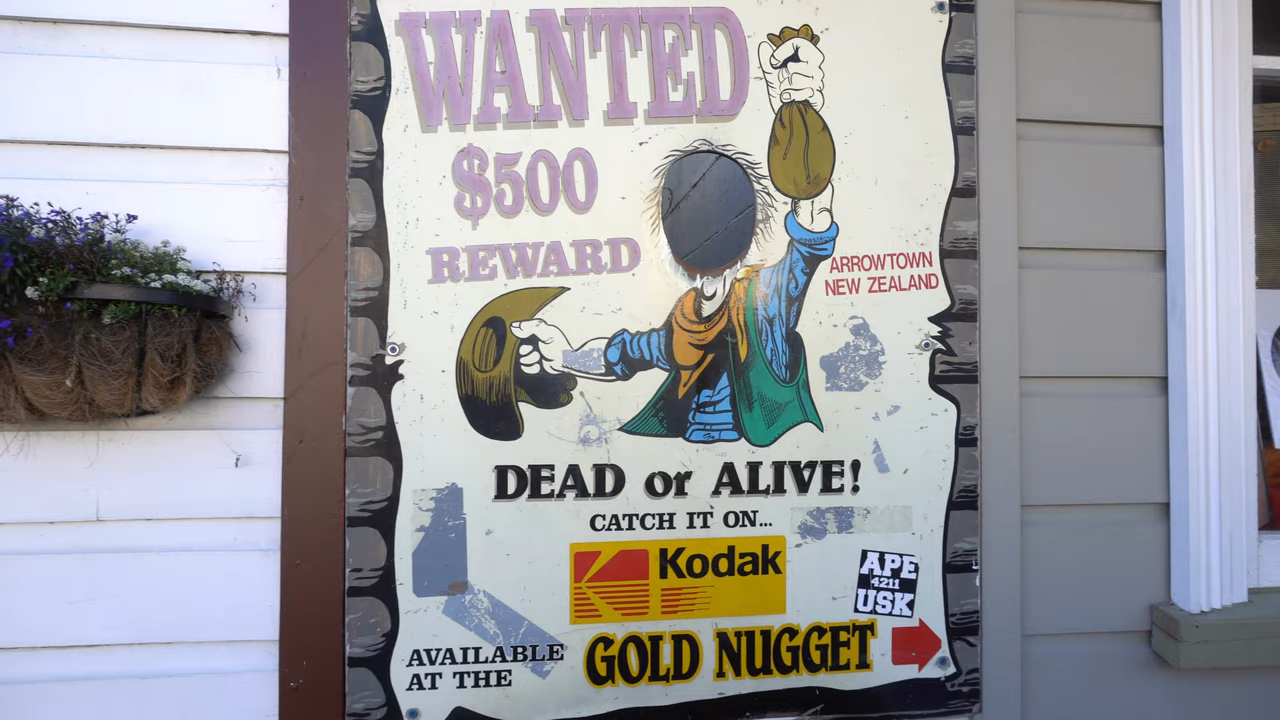 WANTED
$500
REWARD
ARROWTOWN
NEW ZEALAND
DEAD or ALIVE!
CATCH IT ON...
Kodak
APE
4211
USK
AVAILABLE
AT THE
GOLD NUGGET